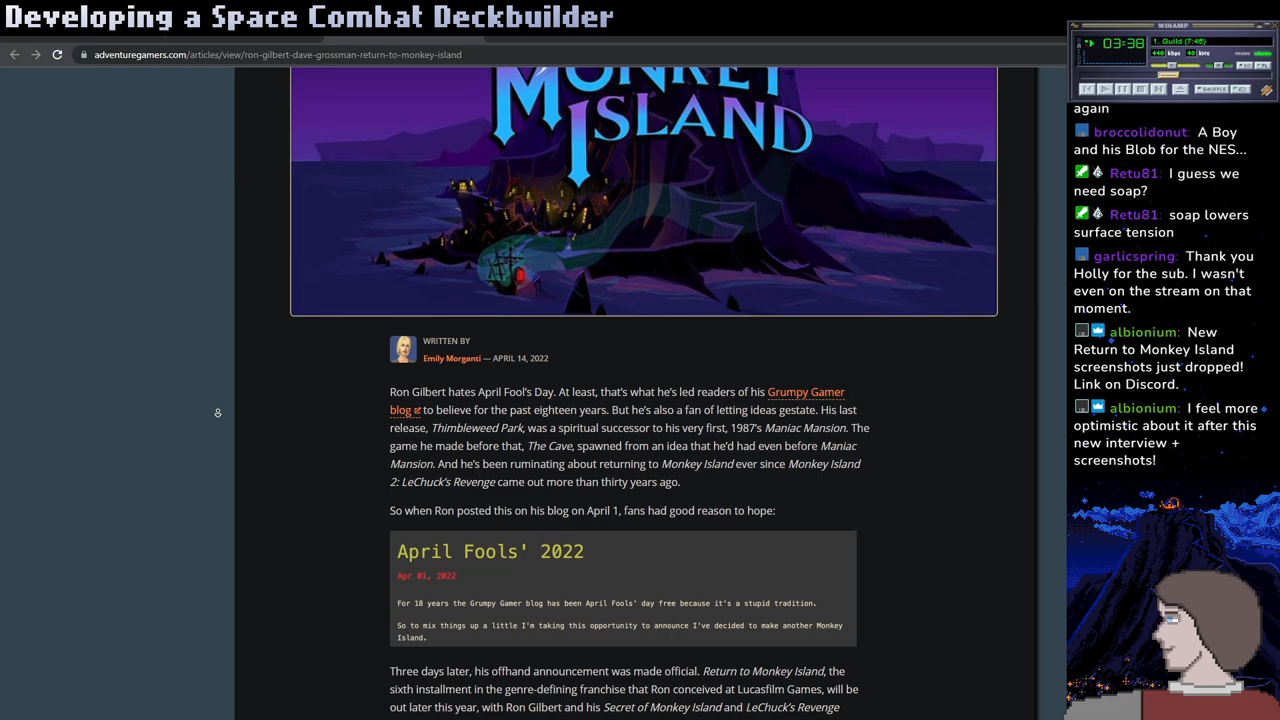 Developing a Space Combat Deckbuilder
adventuregamers.com/articles/view/ron-gilbert-dave-grossman-return-to-monkey-island
MONKEY
ISLAND
WRITTEN BY
Emily Morganti — APRIL 14, 2022
Ron Gilbert hates April Fool's Day. At least, that's what he's led readers of his Grumpy Gamer
blog to believe for the past eighteen years. But he's also a fan of letting ideas gestate. His last
release, Thimbleweed Park, was a spiritual successor to his very first, 1987's Maniac Mansion. The
game he made before that, The Cave, spawned from an idea that he'd had even before Maniac
Mansion. And he's been ruminating about returning to Monkey Island ever since Monkey Island
2: LeChuck's Revenge came out more than thirty years ago.
So when Ron posted this on his blog on April 1, fans had good reason to hope:
April Fools' 2022
Apr 01, 2022
For 18 years the Grumpy Gamer blog has been April Fools' day free because it's a stupid tradition.
So to mix things up a little I'm taking this opportunity to announce I've decided to make another Monkey
Island.
Three days later, his offhand announcement was made official. Return to Monkey Island, the
sixth installment in the genre-defining franchise that Ron conceived at Lucasfilm Games, will be
out later this year, with Ron Gilbert and his Secret of Monkey Island and LeChuck's Revenge
WINAMP
03:38
1. Guild (7:46)
440 kbps 48 kHz mono stereo
EQ PL
SHUFFLE
again
broccolidonut: A Boy
and his Blob for the NES...
Retu81: I guess we
need soap?
Retu81: soap lowers
surface tension
garlicspring: Thank you
Holly for the sub. I wasn't
even on the stream on that
moment.
albionium: New
Return to Monkey Island
screenshots just dropped!
Link on Discord.
albionium: I feel more
optimistic about it after this
new interview +
screenshots!